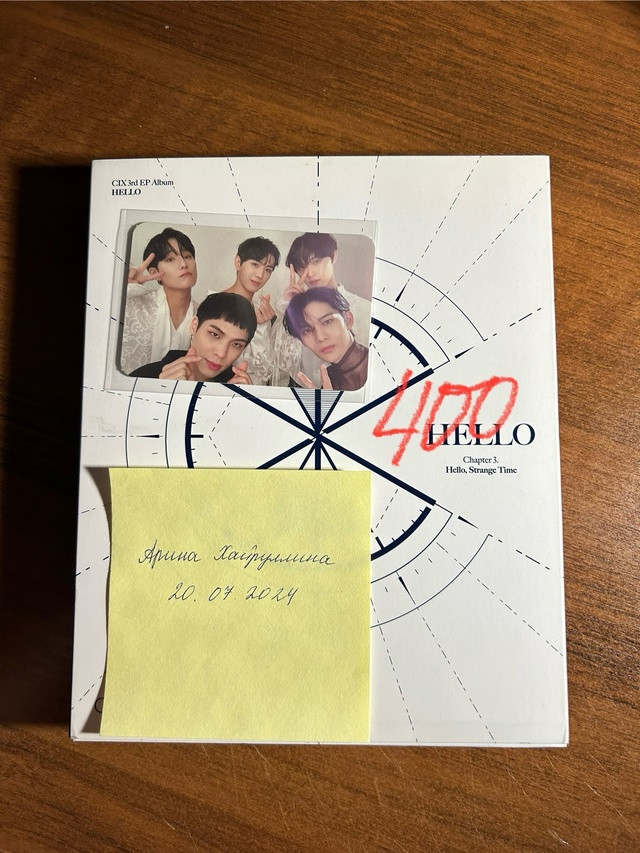 CIX 3rd EP Album
HELLO
400
HELLO
Chapter 3.
Hello, Strange Time
Арина Хайруллина
20.07.2024